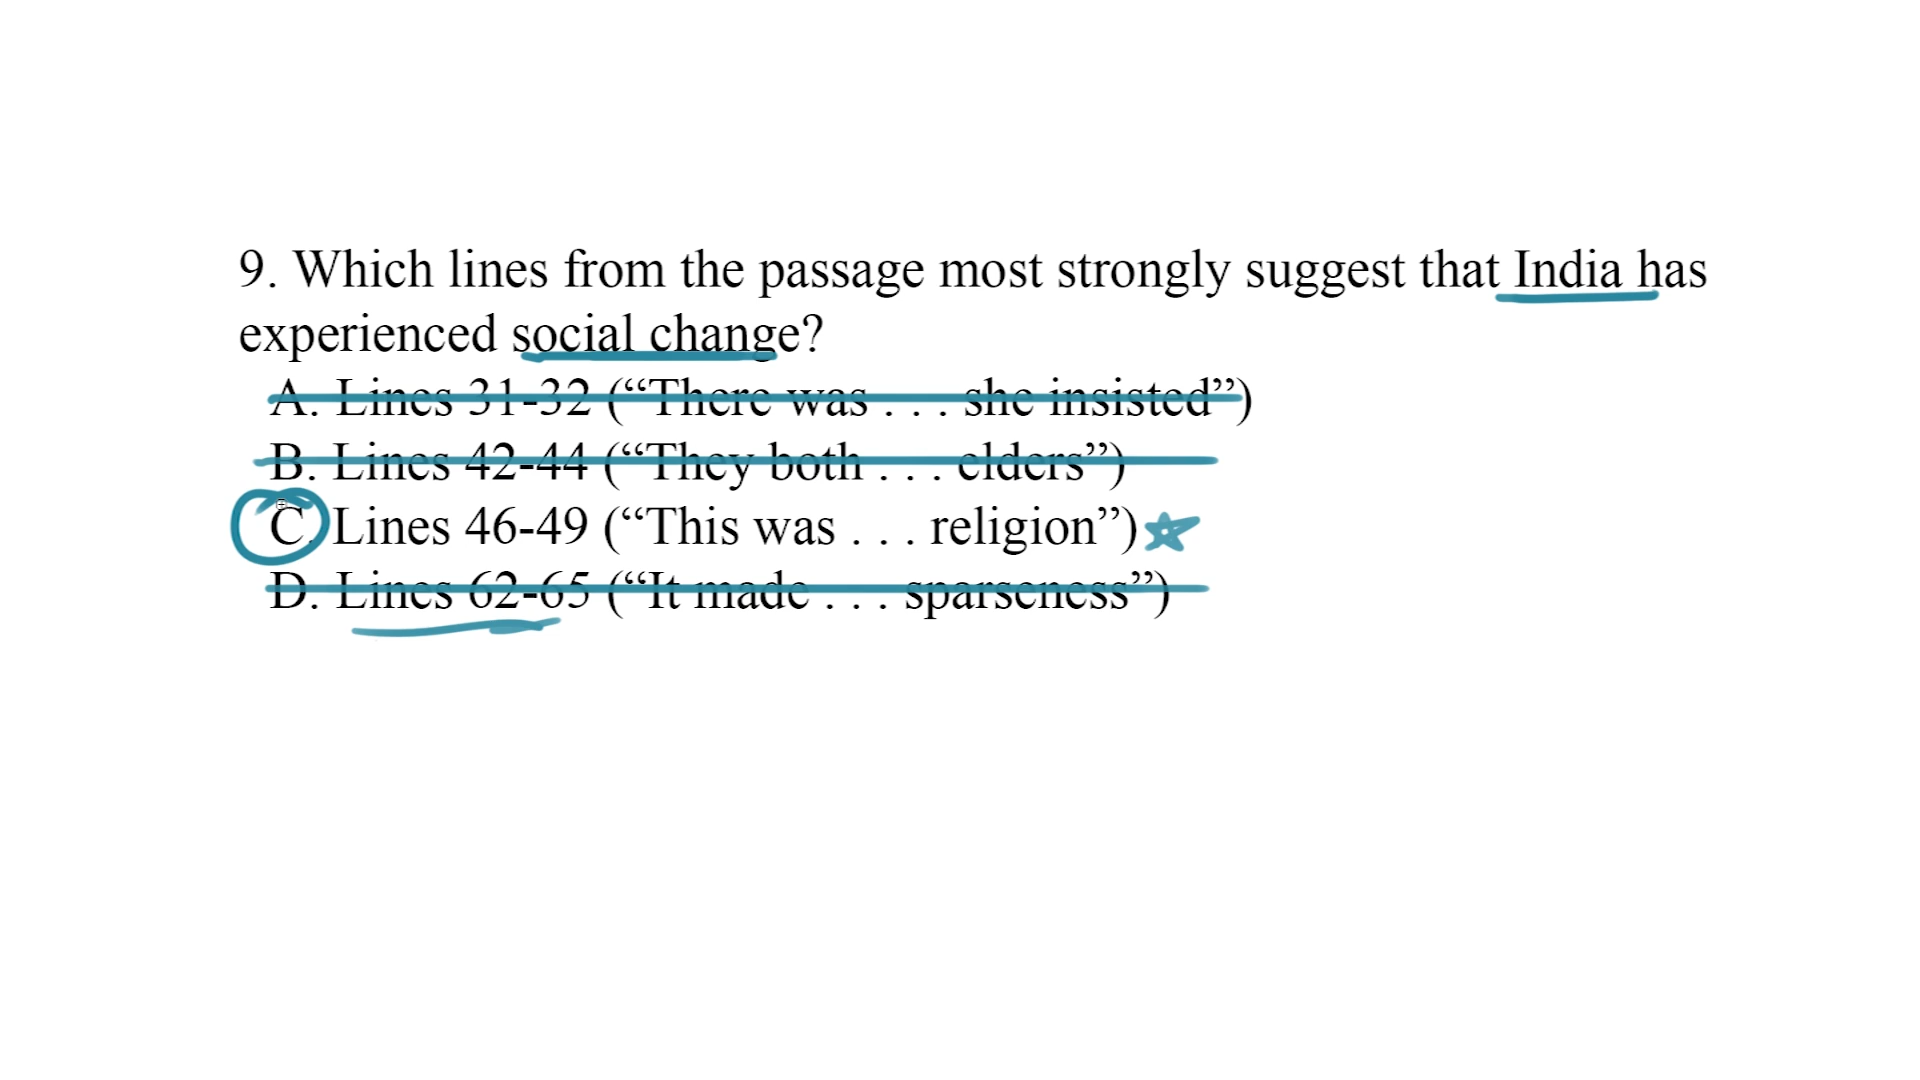 9. Which lines from the passage most strongly suggest that India has
experienced social change?
A. Lines 31-32 (“There was . . . she insisted”)
B. Lines 42-44 (“They both . . . elders”)
C. Lines 46-49 (“This was . . . religion”)
D. Lines 62-65 (“It made . . . sparseness”)